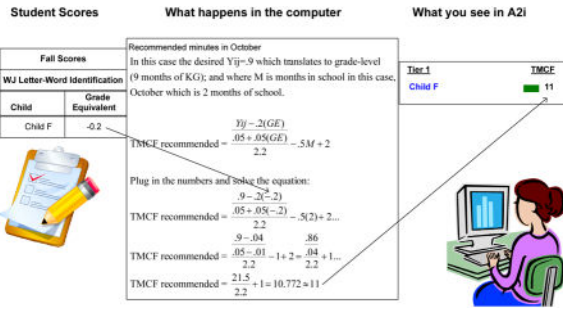 Student Scores
What happens in the computer
What you see in A2i
Fall Scores
WJ Letter-Word Identification
Child
Grade
Equivalent
Child F
-0.2
Recommended minutes in October
In this case the desired Yij=.9 which translates to grade-level
(9 months of KG); and where M is months in school in this case,
October which is 2 months of school.
Yij-.2(GE)
.05+.05(GE)
TMCF recommended = 2.2 -.5M+2
Plug in the numbers and solve the equation:
.9-.2(-.2)
.05+.05(-.2)
TMCF recommended = 2.2 -.5(2)+2...
.9-.04 .86
.05-.01 .04
TMCF recommended = 2.2 -1+2= 2.2 +1...
21.5
TMCF recommended = 2.2 +1=10.772≈11
Tier 1
TMCF
Child F
11